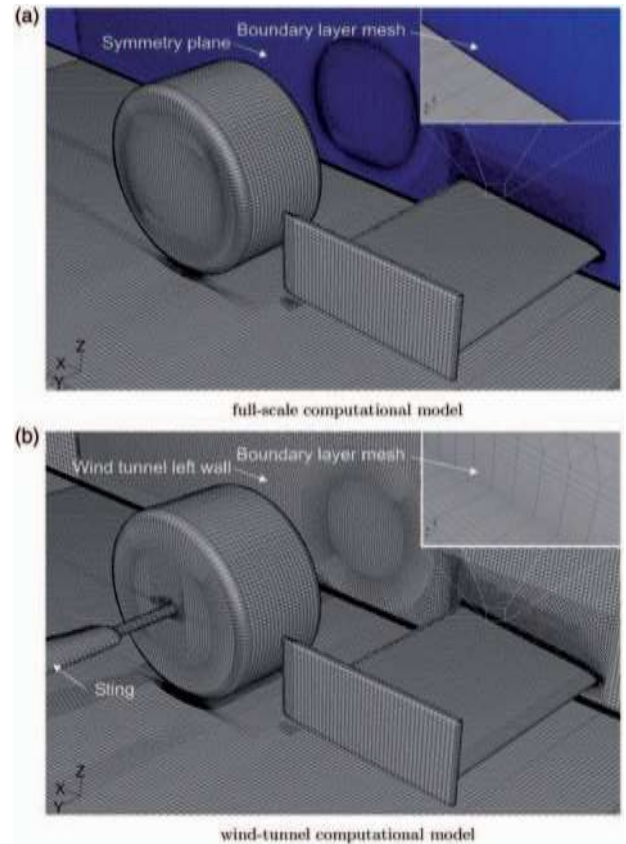 (a)
Boundary layer mesh
Symmetry plane
Z
X
Y
full-scale computational model
(b)
Boundary layer mesh
Wind tunnel left wall
Sting
Z
X
Y
wind-tunnel computational model